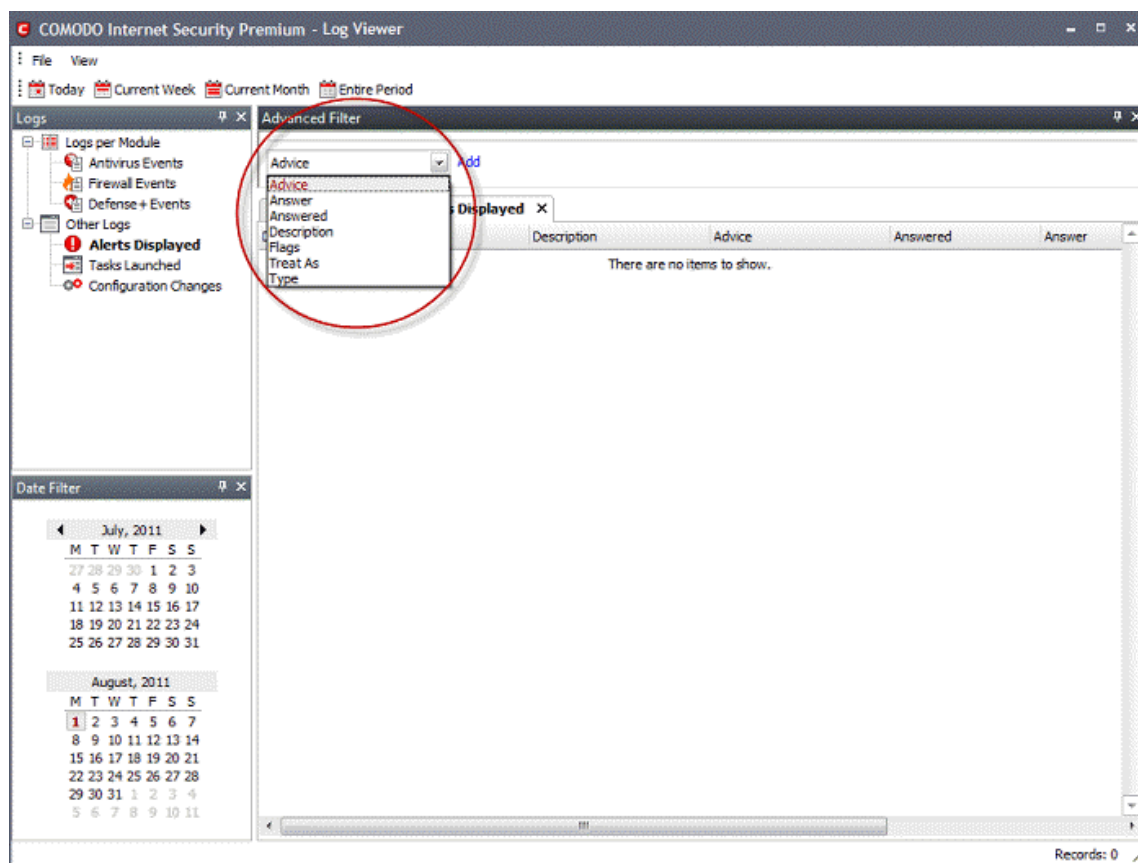 COMODO Internet Security Premium - Log Viewer
File View
Today Current Week Current Month Entire Period
Logs
Logs per Module
Antivirus Events
Firewall Events
Defense+ Events
Other Logs
Alerts Displayed
Tasks Launched
Configuration Changes
Advanced Filter
Advice Add
Advice
Answer
Answered
Description
Flags
Treat As
Type
Displayed
Description Advice Answered Answer
There are no items to show.
Date Filter
July, 2011
M T W T F S S
27 28 29 30 1 2 3
4 5 6 7 8 9 10
11 12 13 14 15 16 17
18 19 20 21 22 23 24
25 26 27 28 29 30 31
August, 2011
M T W T F S S
1 2 3 4 5 6 7
8 9 10 11 12 13 14
15 16 17 18 19 20 21
22 23 24 25 26 27 28
29 30 31 1 2 3 4
5 6 7 8 9 10 11
Records: 0